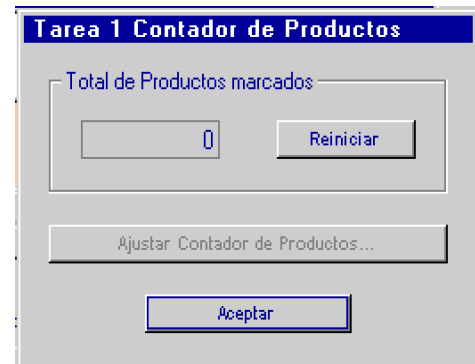 Tarea 1 Contador de Productos
Total de Productos marcados
0
Reiniciar
Ajustar Contador de Productos...
Aceptar